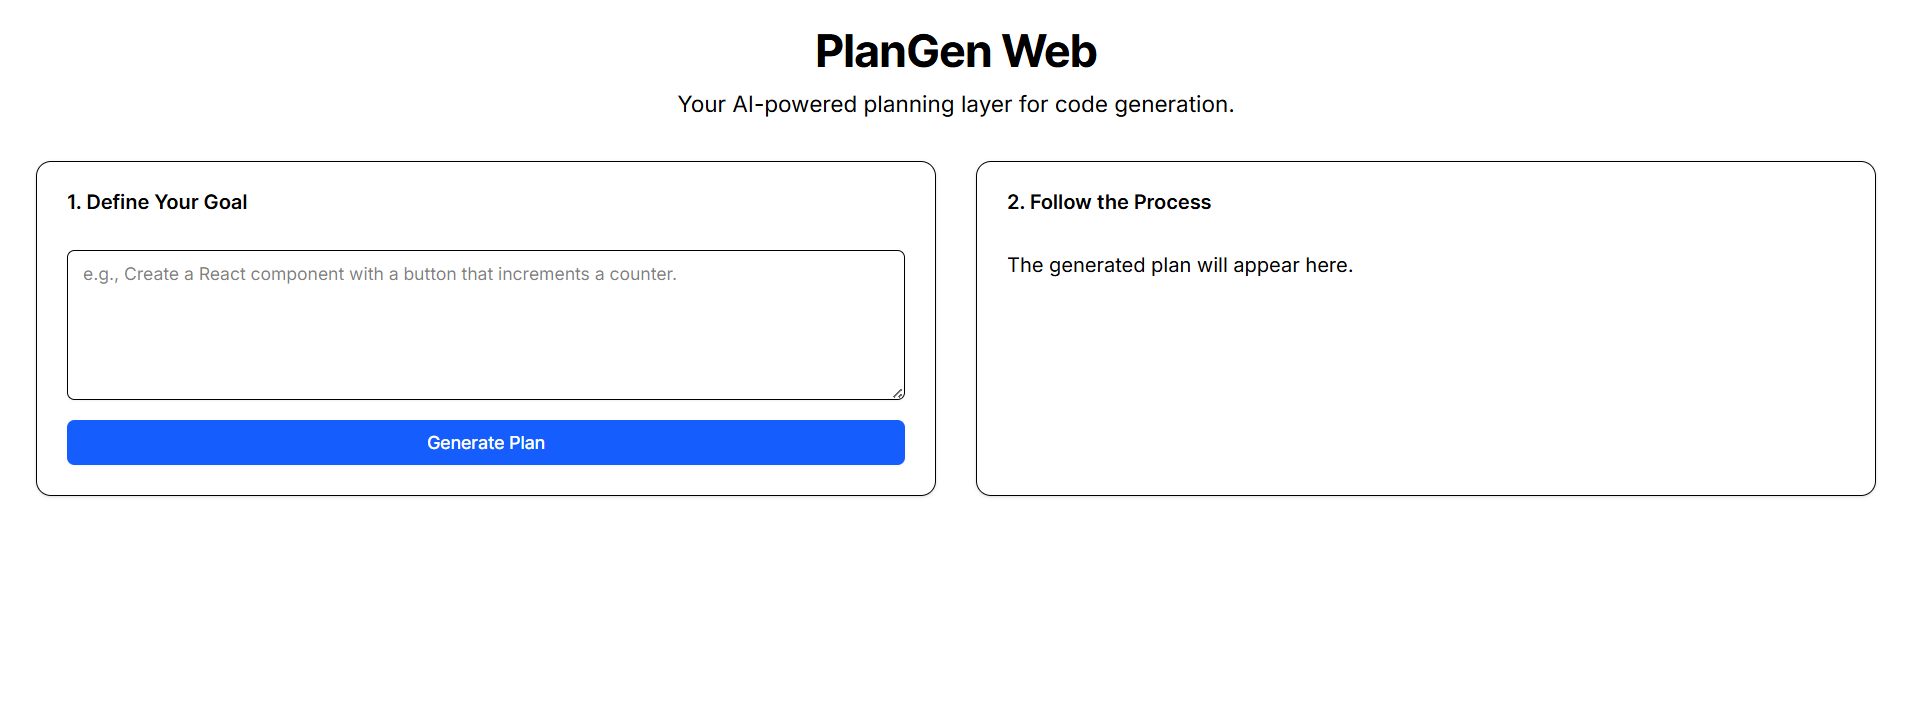 PlanGen Web
Your AI-powered planning layer for code generation.
1. Define Your Goal
e.g., Create a React component with a button that increments a counter.
Generate Plan
2. Follow the Process
The generated plan will appear here.